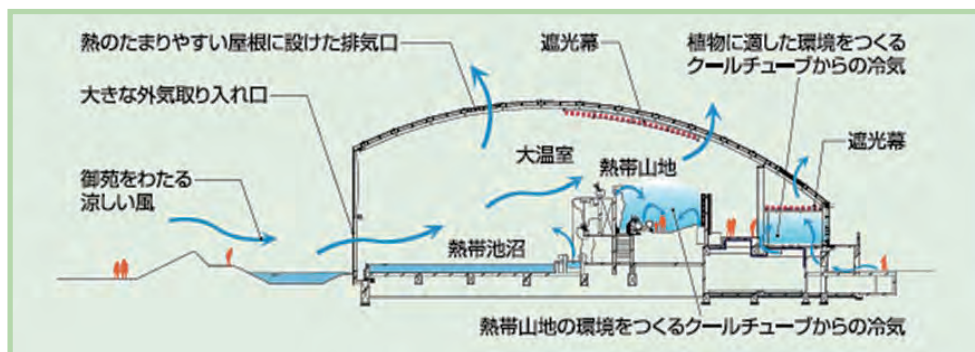 熱のたまりやすい屋根に設けた排気口
遮光幕
植物に適した環境をつくる
クールチューブからの冷気
大きな外気取り入れ口
遮光幕
大温室
熱帯山地
御苑をわたる
涼しい風
熱帯池沼
熱帯山地の環境をつくるクールチューブからの冷気